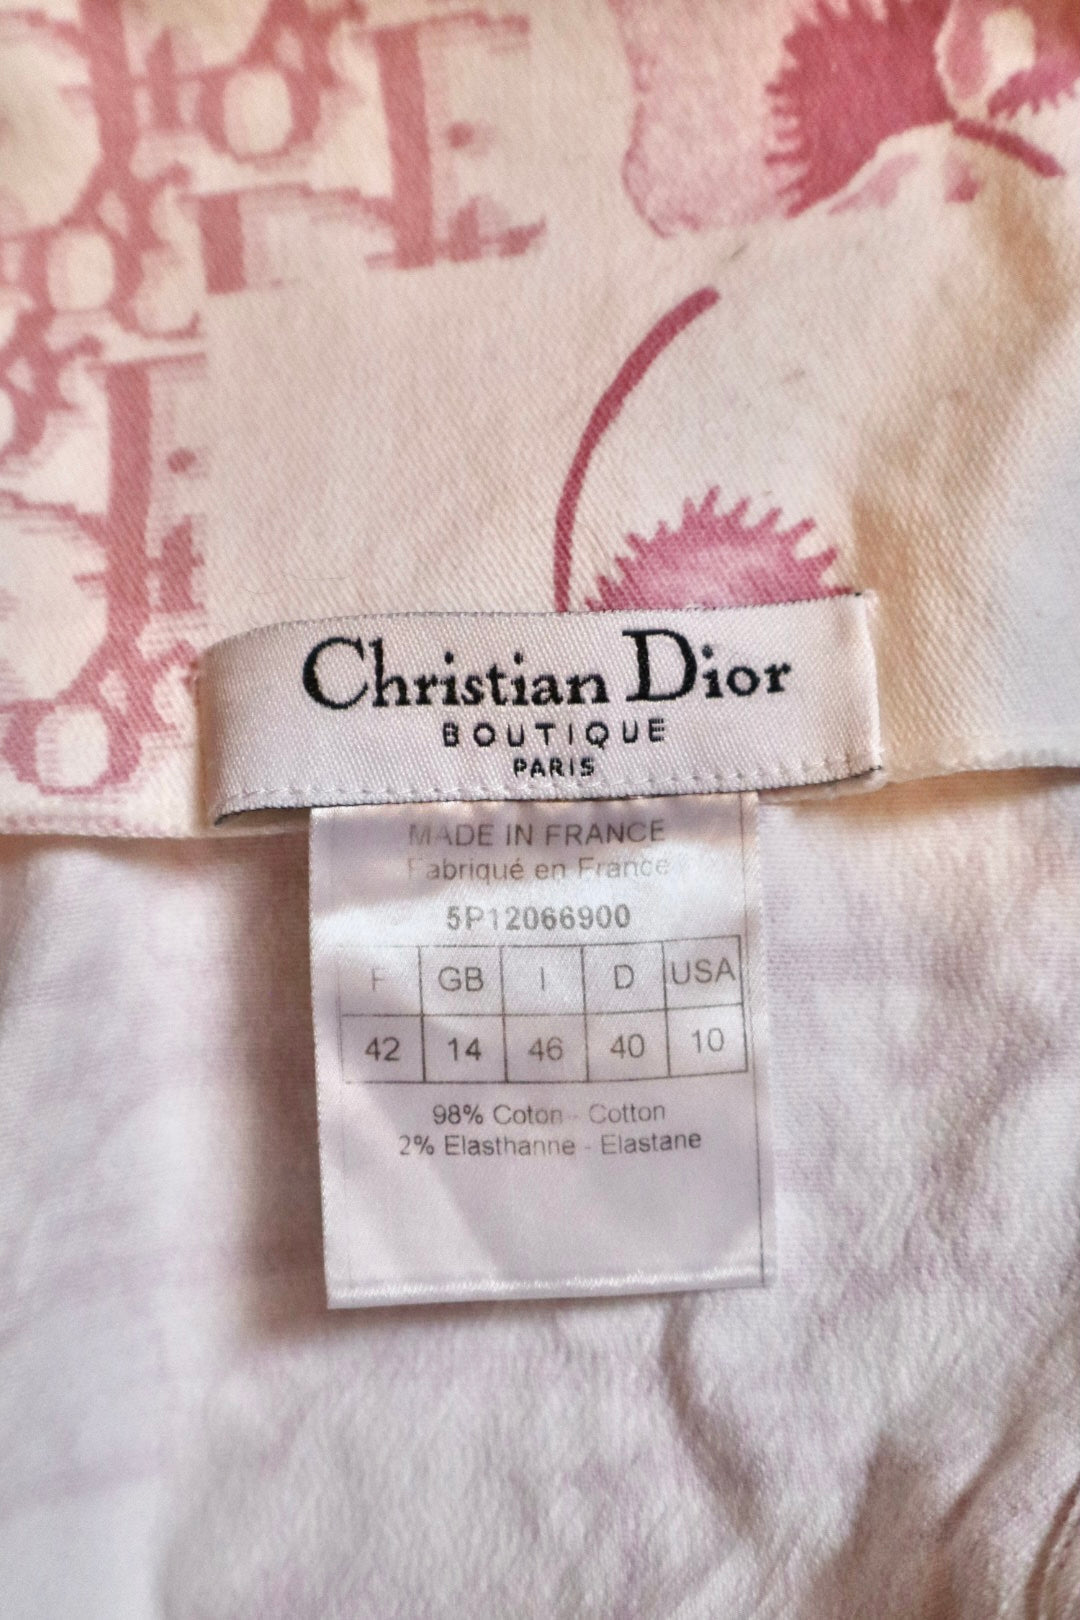 Christian Dior
BOUTIQUE
PARIS
MADE IN FRANCE
Fabriqué en France
5P12066900
F GB I D USA
42 14 46 40 10
98% Coton - Cotton
2% Elasthanne - Elastane